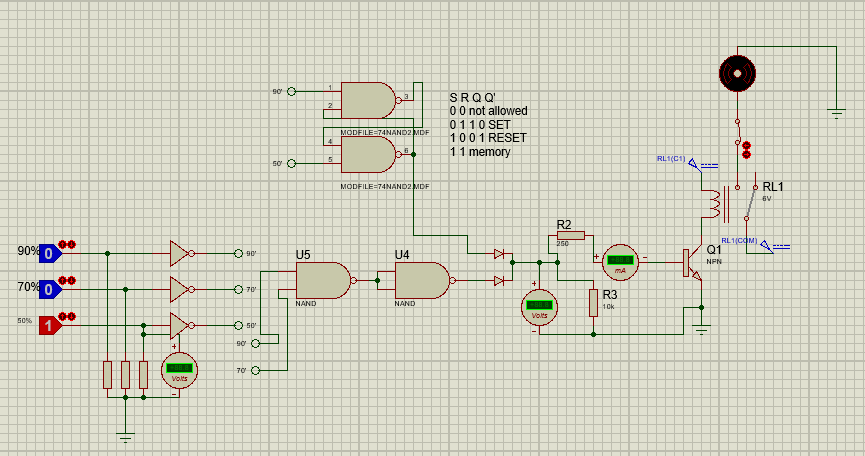 90'
1
2
3
MODFILE=74NAND2.MDF
4
5
6
50'
MODFILE=74NAND2.MDF
S R Q Q'
0 0 not allowed
0 1 1 0 SET
1 0 0 1 RESET
1 1 memory
RL1(C1)
RL1
6V
RL1(COM)
90%
0
90'
70%
0
70'
50%
1
50'
90'
70'
+
Volts
-
U5
NAND
U4
NAND
R2
250
+
mA
-
+
Volts
-
R3
10k
Q1
NPN